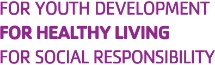 FOR YOUTH DEVELOPMENT
FOR HEALTHY LIVING
FOR SOCIAL RESPONSIBILITY